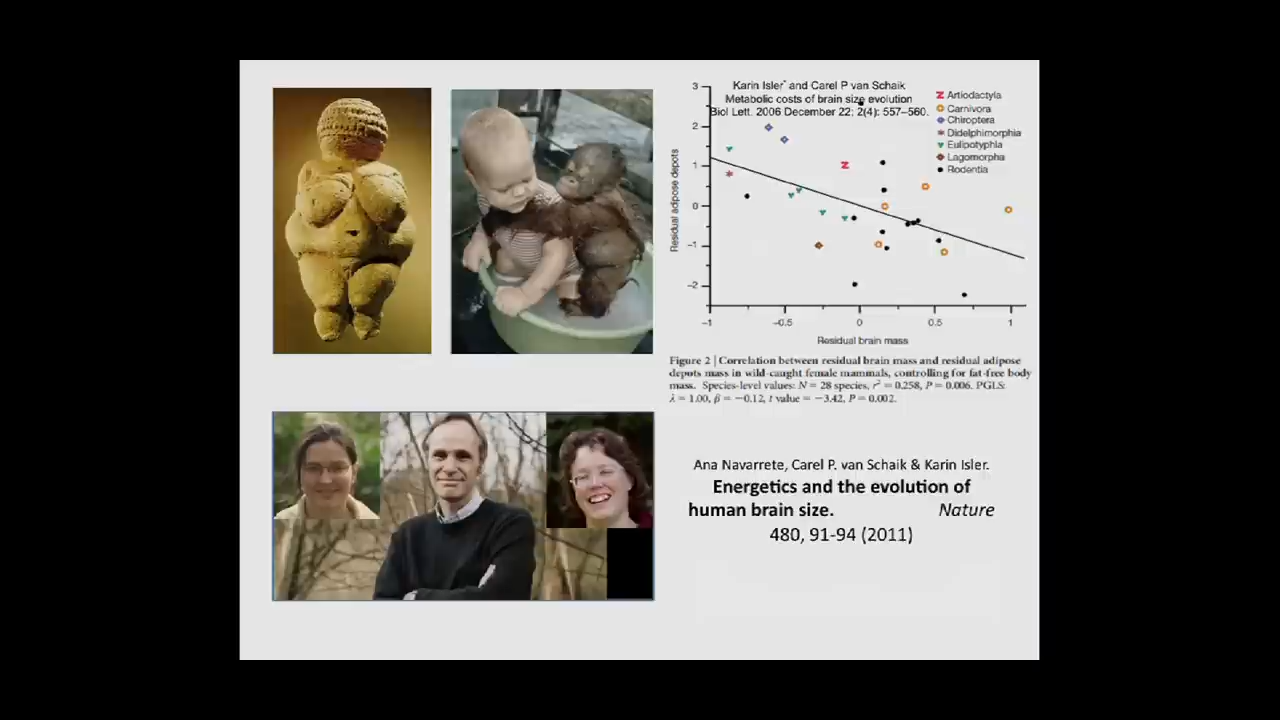 Karin Isler* and Carel P van Schaik
Metabolic costs of brain size evolution
Biol Lett. 2006 December 22; 2(4): 557–560.
Artiodactyla
Carnivora
Chiroptera
Didelphimorphia
Eulipotyphla
Lagomorpha
Rodentia
3
2
1
0
−1
−2
Residual adipose depots
−1
−0.5
0
0.5
1
Residual brain mass
Figure 2 | Correlation between residual brain mass and residual adipose
depots mass in wild-caught female mammals, controlling for fat-free body
mass. Species-level values: N = 28 species, r² = 0.258, P = 0.006. PGLS:
λ = 1.00, β = −0.12, t value = −3.42, P = 0.002.
Ana Navarrete, Carel P. van Schaik & Karin Isler.
Energetics and the evolution of
human brain size. Nature
480, 91-94 (2011)